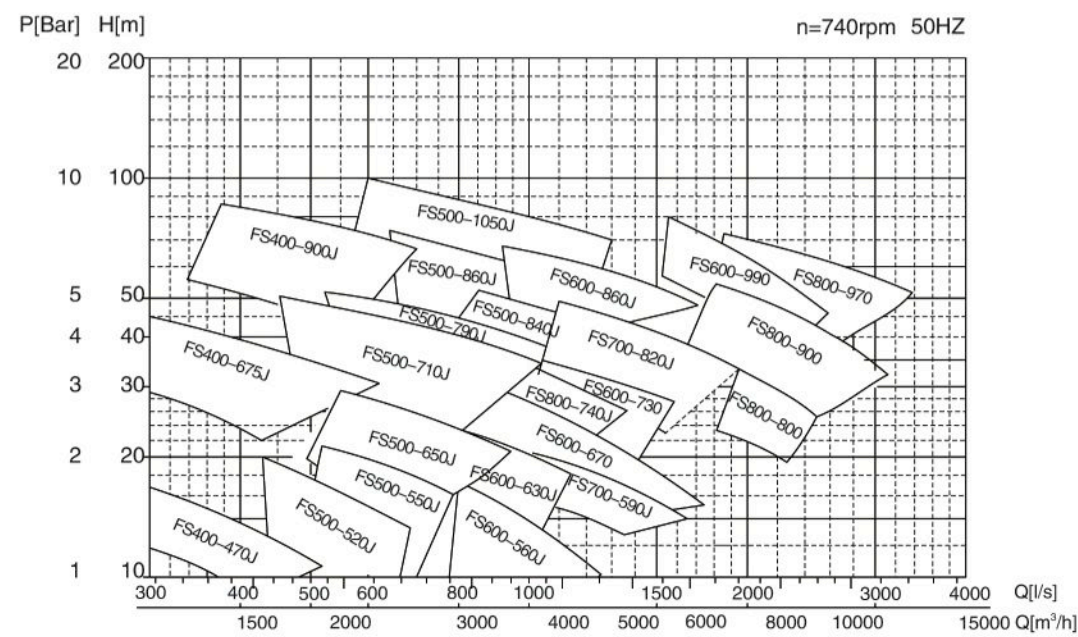 P[Bar] H[m] n=740rpm 50HZ
20 200
10 100
FS500–1050J
FS400–900J
FS500–860J
FS600–860J
FS600–990
FS800–970
5 50
FS500–790J
FS500–840J
FS700–820J
FS800–900
4 40
FS400–675J
FS500–710J
3 30
FS600–730
FS800–740J
FS800–800
2 20
FS500–650J
FS600–670
FS500–550J
FS600–630J
FS700–590J
FS400–470J
FS500–520J
FS600–560J
1 10
300 400 500 600 800 1000 1500 2000 3000 4000 Q[l/s]
1500 2000 3000 4000 5000 6000 8000 10000 15000 Q[m³/h]